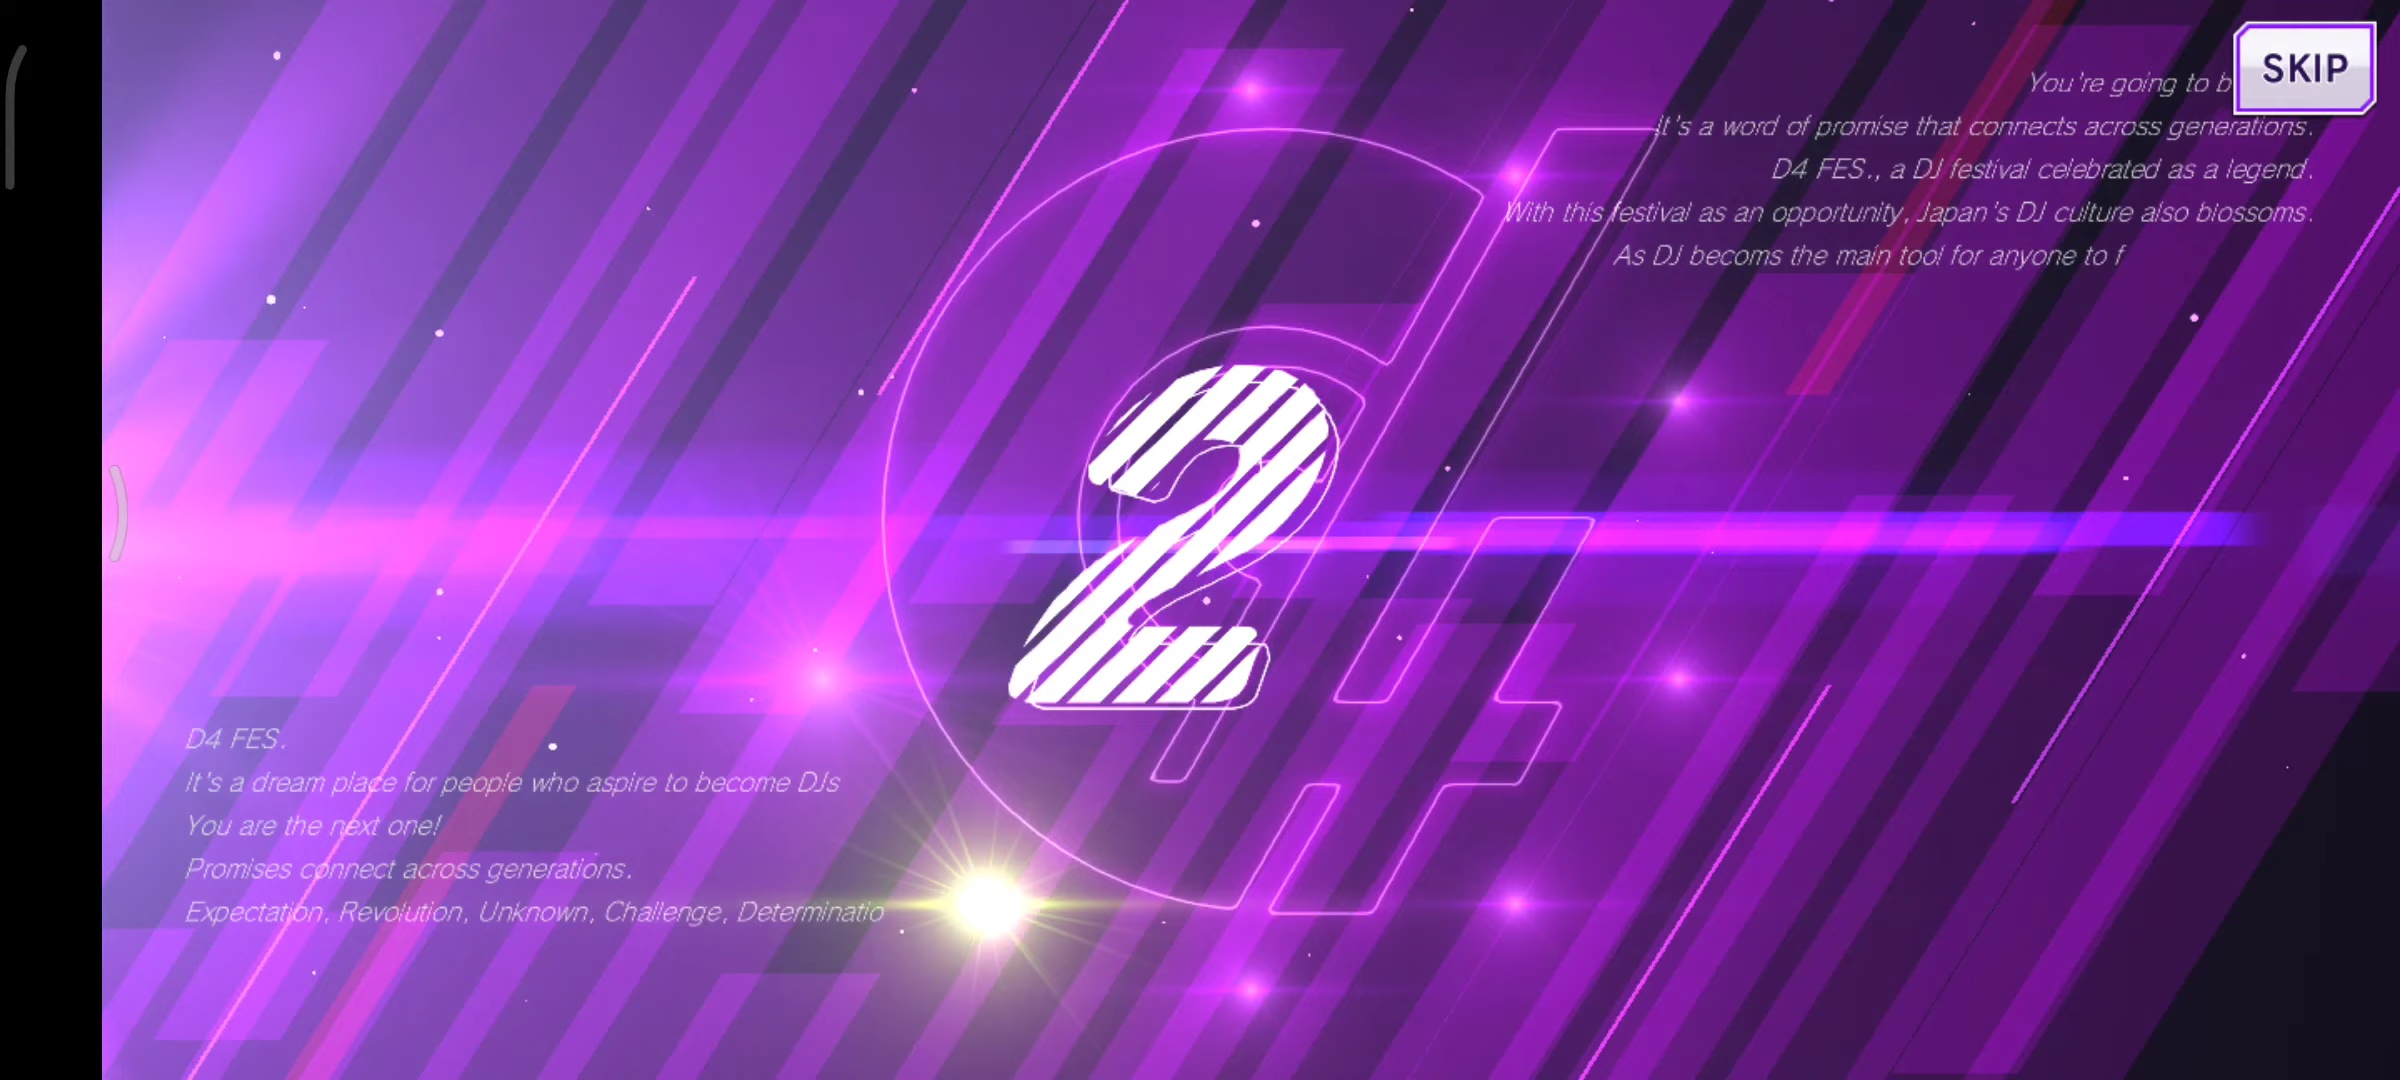 SKIP
You're going to b
It's a word of promise that connects across generations.
D4 FES., a DJ festival celebrated as a legend.
With this festival as an opportunity, Japan's DJ culture also blossoms.
As DJ becoms the main tool for anyone to f
2
D4 FES.
It's a dream place for people who aspire to become DJs
You are the next one!
Promises connect across generations.
Expectation, Revolution, Unknown, Challenge, Determinatio